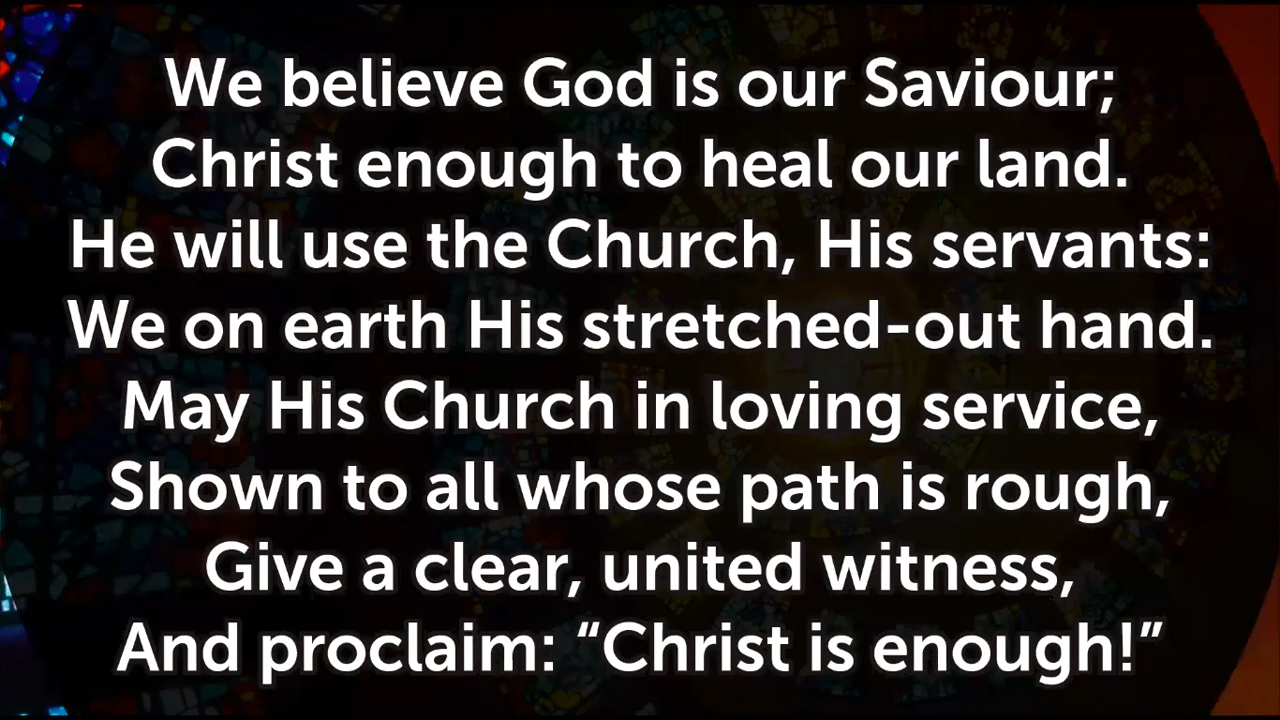 We believe God is our Saviour;
Christ enough to heal our land.
He will use the Church, His servants:
We on earth His stretched-out hand.
May His Church in loving service,
Shown to all whose path is rough,
Give a clear, united witness,
And proclaim: “Christ is enough!”